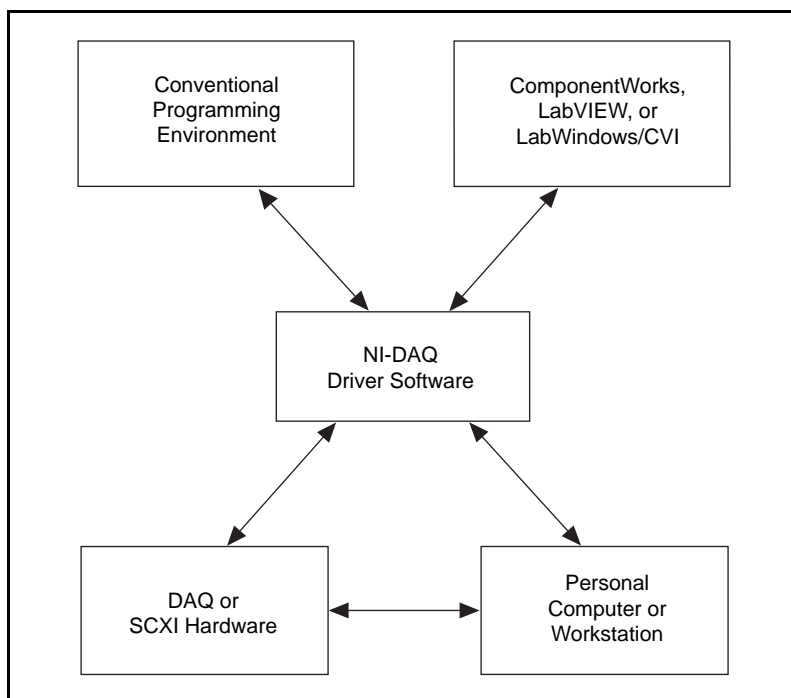 Conventional
Programming
Environment
ComponentWorks,
LabVIEW, or
LabWindows/CVI
NI-DAQ
Driver Software
DAQ or
SCXI Hardware
Personal
Computer or
Workstation